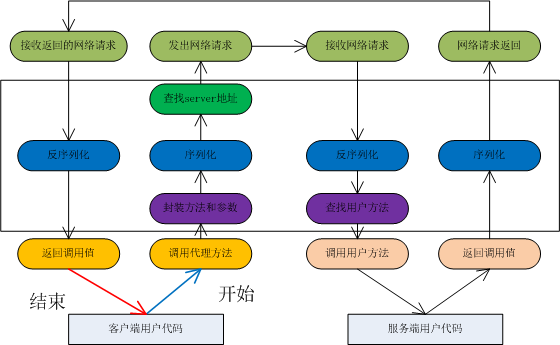 接收返回的网络请求
发出网络请求
接收网络请求
网络请求返回
查找server地址
反序列化
序列化
反序列化
序列化
封装方法和参数
查找用户方法
返回调用值
调用代理方法
调用用户方法
返回调用值
结束
开始
客户端用户代码
服务端用户代码